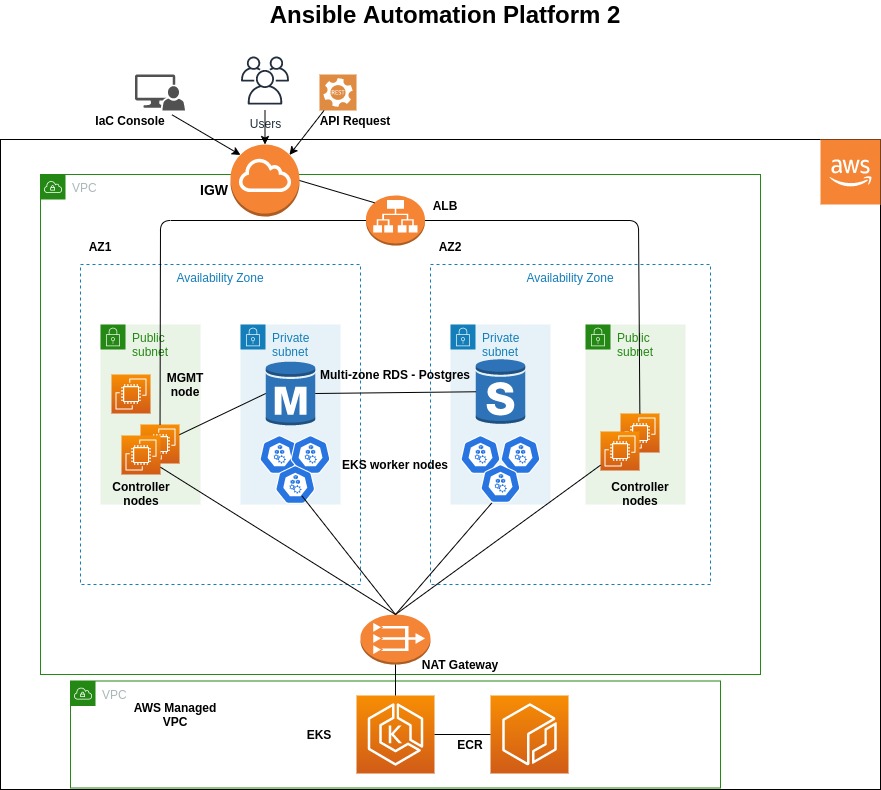 Ansible Automation Platform 2
IaC Console
Users
REST
API Request
aws
VPC
IGW
ALB
AZ1
AZ2
Availability Zone
Availability Zone
Public
subnet
Private
subnet
Private
subnet
Public
subnet
MGMT
node
Multi-zone RDS - Postgres
M
S
EKS worker nodes
Controller
nodes
Controller
nodes
NAT Gateway
VPC
AWS Managed
VPC
EKS
K
ECR